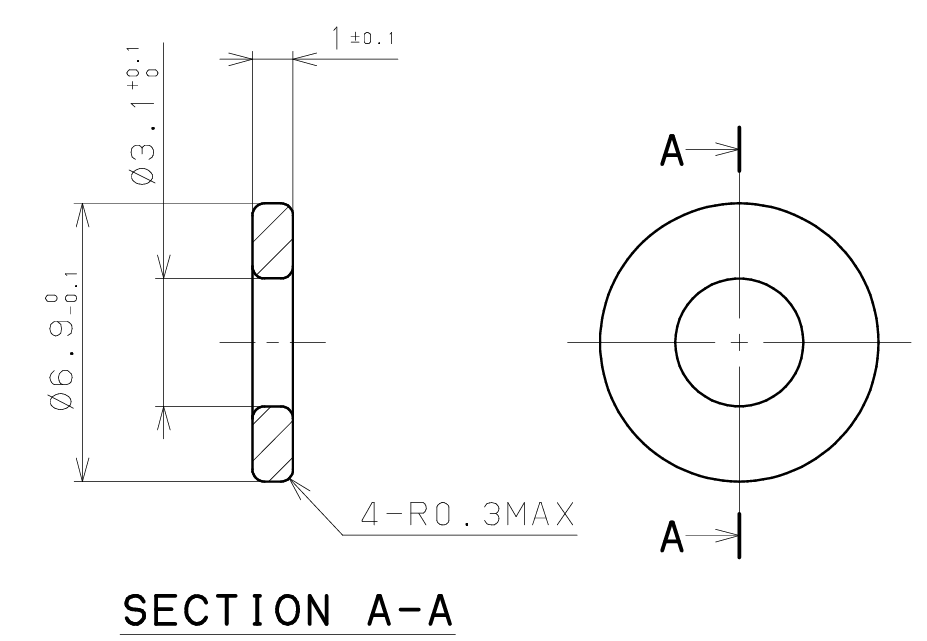 1 ±0.1
Ø3.1 +0.1 0
A
Ø6.9 0 -0.1
4-R0.3MAX
A
SECTION A-A